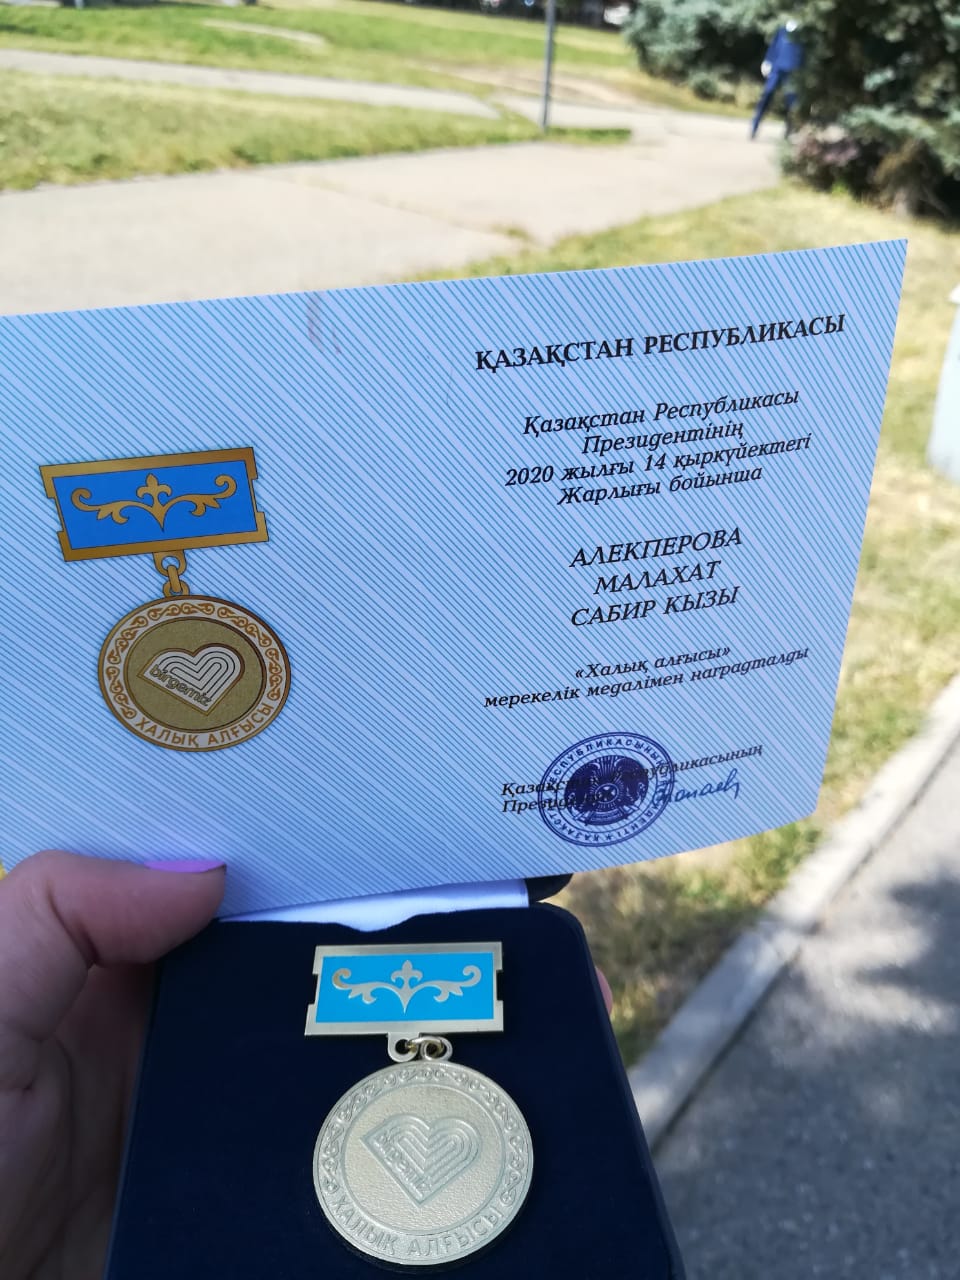 ҚАЗАҚСТАН РЕСПУБЛИКАСЫ
Қазақстан Республикасы
Президентінің
2020 жылғы 14 қыркүйектегі
Жарлығы бойынша
АЛЕКПЕРОВА
МАЛАХАТ
САБИР КЫЗЫ
«Халық алғысы»
мерекелік медалімен наградталды
birgemiz
ХАЛЫҚ АЛҒЫСЫ
birgemiz
ХАЛЫҚ АЛҒЫСЫ